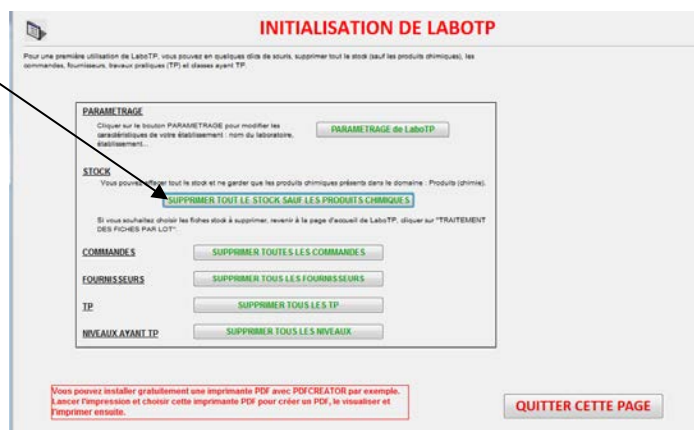 INITIALISATION DE LABOTP
Pour une première utilisation de LaboTP, vous pouvez en quelques clics de souris, supprimer tout le stock (sauf les produits chimiques), les
commandes, fournisseurs, travaux pratiques (TP) et classes ayant TP.
PARAMETRAGE
Cliquer sur le bouton PARAMETRAGE pour modifier les
caractéristiques de votre établissement : nom du laboratoire,
établissement...
PARAMETRAGE de LaboTP
STOCK
Vous pouvez effacer tout le stock et ne garder que les produits chimiques présents dans le domaine : Produits (chimie).
SUPPRIMER TOUT LE STOCK SAUF LES PRODUITS CHIMIQUES
Si vous souhaitez choisir les fiches stock à supprimer, revenir à la page d'accueil de LaboTP, cliquer sur "TRAITEMENT
DES FICHES PAR LOT".
COMMANDES
SUPPRIMER TOUTES LES COMMANDES
FOURNISSEURS
SUPPRIMER TOUS LES FOURNISSEURS
TP
SUPPRIMER TOUS LES TP
NIVEAUX AYANT TP
SUPPRIMER TOUS LES NIVEAUX
Vous pouvez installer gratuitement une imprimante PDF avec PDFCREATOR par exemple.
Lancer l'impression et choisir cette imprimante PDF pour créer un PDF, le visualiser et
l'imprimer ensuite.
QUITTER CETTE PAGE